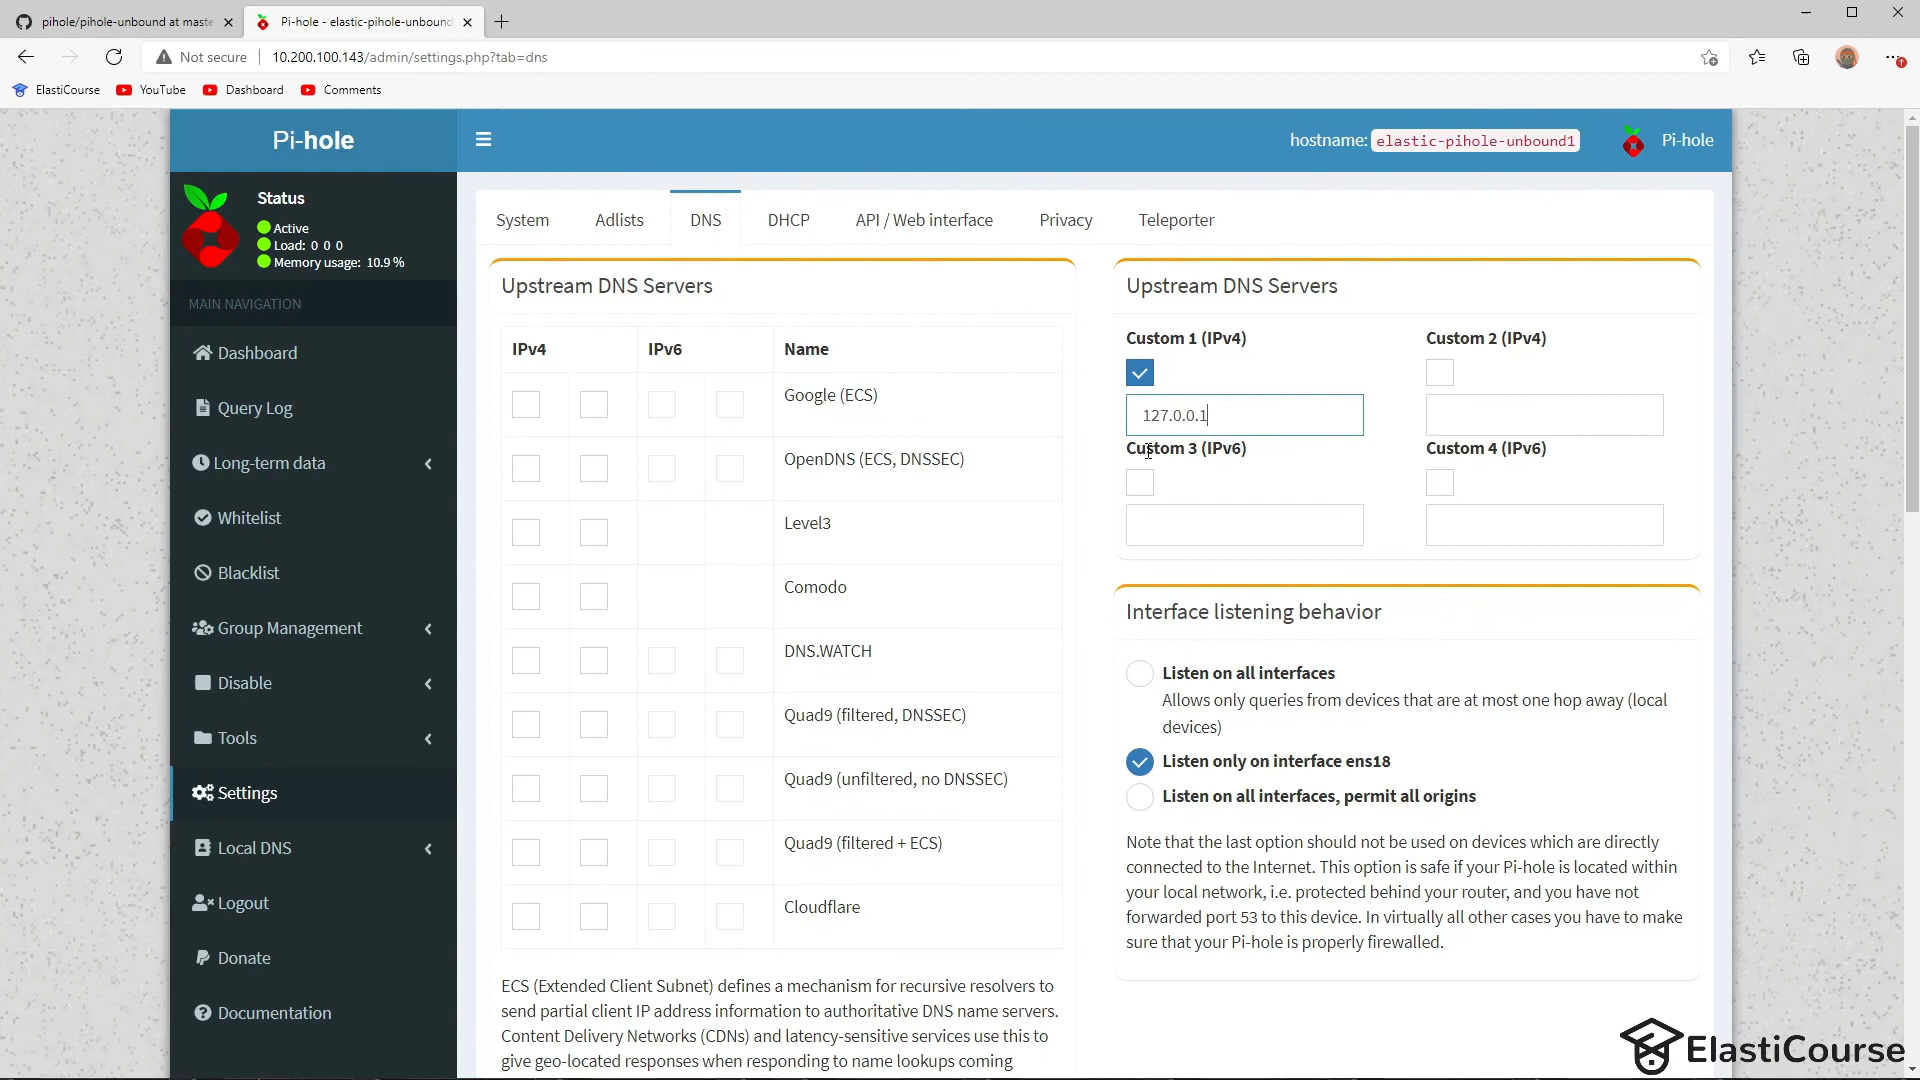 pihole/pihole-unbound at maste
Pi-hole - elastic-pihole-unbound
Not secure
10.200.100.143/admin/settings.php?tab=dns
ElastiCourse
YouTube
Dashboard
Comments
Pi-hole
hostname: elastic-pihole-unbound1
Pi-hole
Status
Active
Load: 0 0 0
Memory usage: 10.9 %
MAIN NAVIGATION
Dashboard
Query Log
Long-term data
Whitelist
Blacklist
Group Management
Disable
Tools
Settings
Local DNS
Logout
Donate
Documentation
System
Adlists
DNS
DHCP
API / Web interface
Privacy
Teleporter
Upstream DNS Servers
IPv4
IPv6
Name
Google (ECS)
OpenDNS (ECS, DNSSEC)
Level3
Comodo
DNS.WATCH
Quad9 (filtered, DNSSEC)
Quad9 (unfiltered, no DNSSEC)
Quad9 (filtered + ECS)
Cloudflare
ECS (Extended Client Subnet) defines a mechanism for recursive resolvers to
send partial client IP address information to authoritative DNS name servers.
Content Delivery Networks (CDNs) and latency-sensitive services use this to
give geo-located responses when responding to name lookups coming
Upstream DNS Servers
Custom 1 (IPv4)
Custom 2 (IPv4)
127.0.0.1
Custom 3 (IPv6)
Custom 4 (IPv6)
Interface listening behavior
Listen on all interfaces
Allows only queries from devices that are at most one hop away (local
devices)
Listen only on interface ens18
Listen on all interfaces, permit all origins
Note that the last option should not be used on devices which are directly
connected to the Internet. This option is safe if your Pi-hole is located within
your local network, i.e. protected behind your router, and you have not
forwarded port 53 to this device. In virtually all other cases you have to make
sure that your Pi-hole is properly firewalled.
ElastiCourse